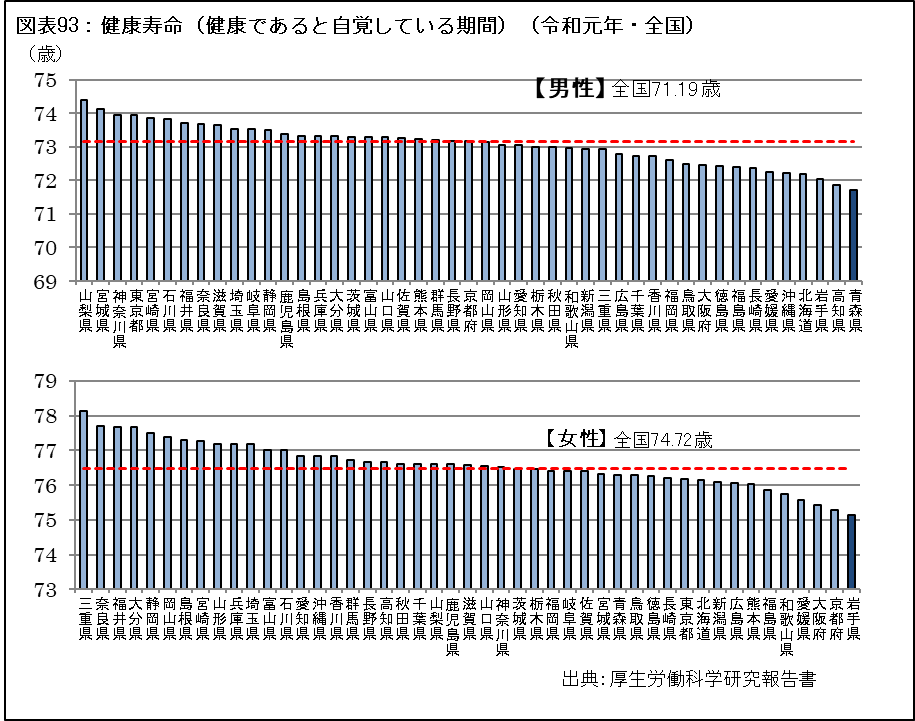 図表93：健康寿命（健康であると自覚している期間）（令和元年・全国）
（歳）
【男性】全国71.19歳
75
74
73
72
71
70
69
山梨県 宮城県 神奈川県 東京都 宮崎県 石川県 福井県 奈良県 滋賀県 埼玉県 岐阜県 静岡県 鹿児島県 島根県 兵庫県 大分県 茨城県 富山県 山口県 佐賀県 熊本県 群馬県 長野県 京都府 岡山県 山形県 愛知県 栃木県 秋田県 和歌山県 新潟県 三重県 広島県 千葉県 香川県 福岡県 鳥取県 大阪府 徳島県 福島県 長崎県 愛媛県 沖縄県 北海道 岩手県 高知県 青森県
【女性】全国74.72歳
79
78
77
76
75
74
73
三重県 奈良県 福井県 大分県 静岡県 岡山県 島根県 宮崎県 山形県 兵庫県 埼玉県 富山県 石川県 愛知県 沖縄県 香川県 群馬県 長野県 高知県 秋田県 千葉県 山梨県 鹿児島県 滋賀県 山口県 神奈川県 茨城県 栃木県 福岡県 岐阜県 佐賀県 宮城県 青森県 鳥取県 徳島県 長崎県 東京都 北海道 新潟県 広島県 熊本県 福島県 和歌山県 愛媛県 大阪府 京都府 岩手県
出典：厚生労働科学研究報告書